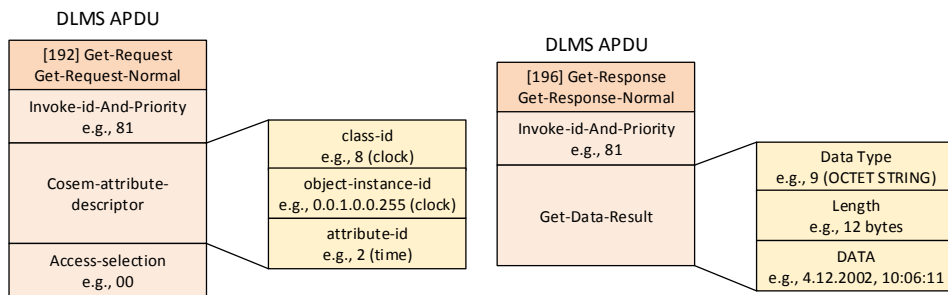 DLMS APDU
[192] Get-Request
Get-Request-Normal
Invoke-id-And-Priority
e.g., 81
Cosem-attribute-
descriptor
Access-selection
e.g., 00
class-id
e.g., 8 (clock)
object-instance-id
e.g., 0.0.1.0.0.255 (clock)
attribute-id
e.g., 2 (time)
DLMS APDU
[196] Get-Response
Get-Response-Normal
Invoke-id-And-Priority
e.g., 81
Get-Data-Result
Data Type
e.g., 9 (OCTET STRING)
Length
e.g., 12 bytes
DATA
e.g., 4.12.2002, 10:06:11